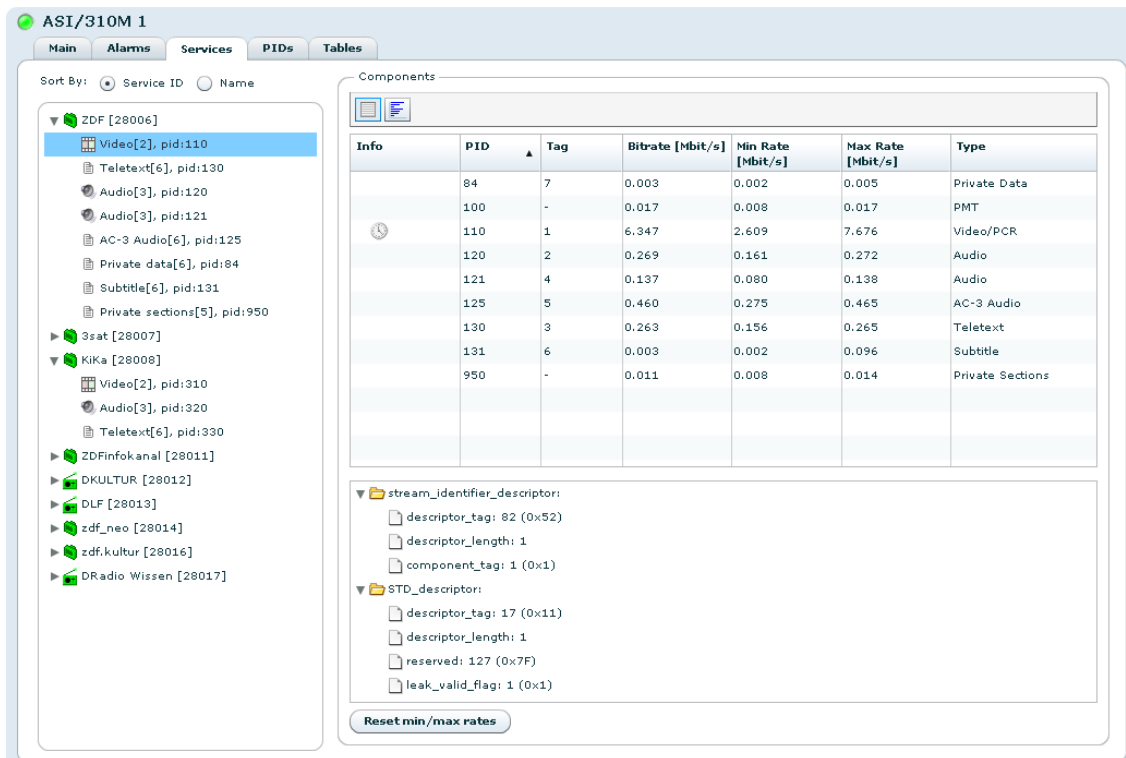 ASI/310M 1
Main Alarms Services PIDs Tables
Sort By: Service ID Name
ZDF [28006]
Video[2], pid:110
Teletext[6], pid:130
Audio[3], pid:120
Audio[3], pid:121
AC-3 Audio[6], pid:125
Private data[6], pid:84
Subtitle[6], pid:131
Private sections[5], pid:950
3sat [28007]
KiKa [28008]
Video[2], pid:310
Audio[3], pid:320
Teletext[6], pid:330
ZDFinfokanal [28011]
DKULTUR [28012]
DLF [28013]
zdf_neo [28014]
zdf.kultur [28016]
DRadio Wissen [28017]
Components
Info PID Tag Bitrate [Mbit/s] Min Rate [Mbit/s] Max Rate [Mbit/s] Type
84 7 0.003 0.002 0.005 Private Data
100 - 0.017 0.008 0.017 PMT
110 1 6.347 2.609 7.676 Video/PCR
120 2 0.269 0.161 0.272 Audio
121 4 0.137 0.080 0.138 Audio
125 5 0.460 0.275 0.465 AC-3 Audio
130 3 0.263 0.156 0.265 Teletext
131 6 0.003 0.002 0.096 Subtitle
950 - 0.011 0.008 0.014 Private Sections
stream_identifier_descriptor:
descriptor_tag: 82 (0x52)
descriptor_length: 1
component_tag: 1 (0x1)
STD_descriptor:
descriptor_tag: 17 (0x11)
descriptor_length: 1
reserved: 127 (0x7F)
leak_valid_flag: 1 (0x1)
Reset min/max rates